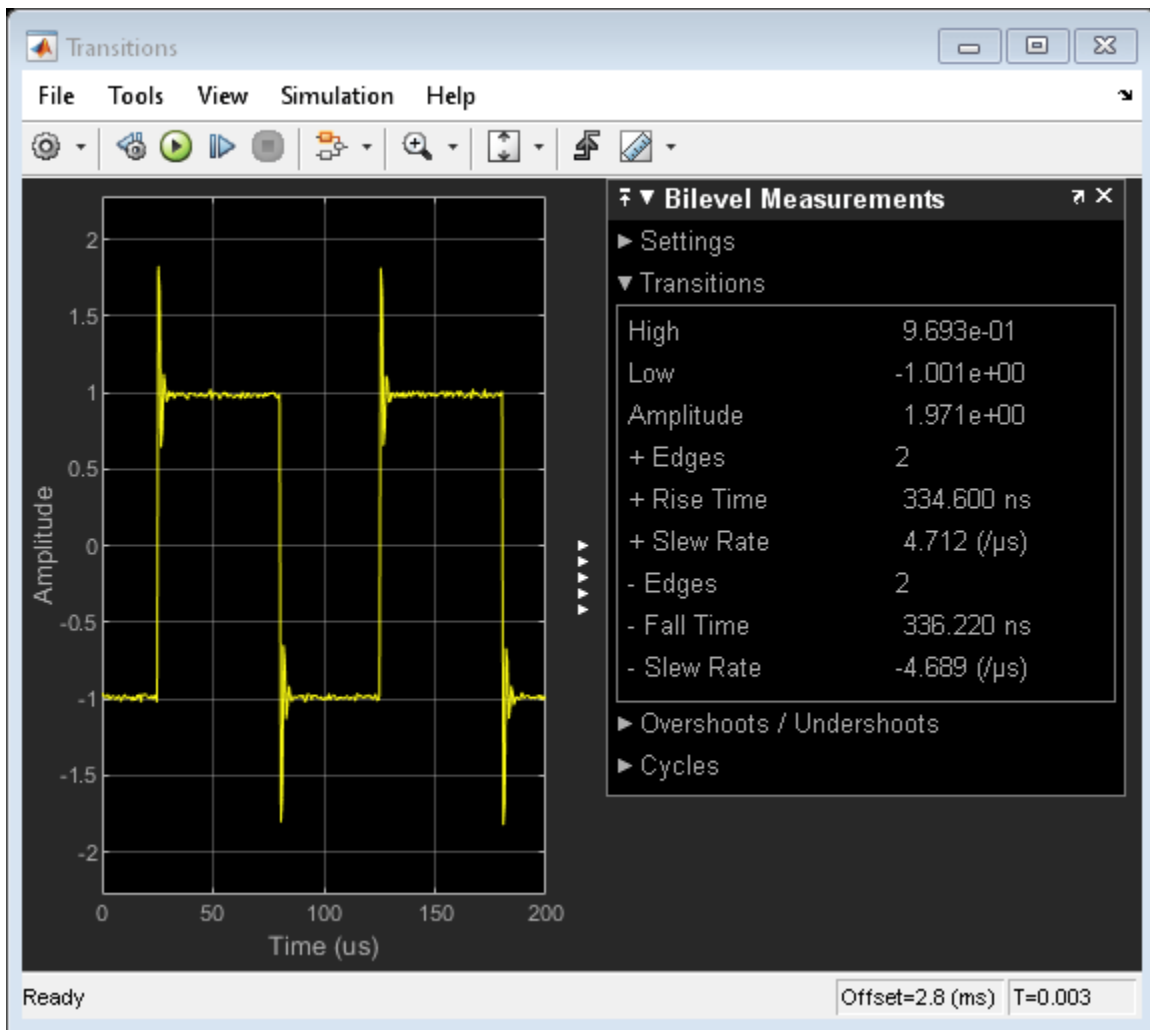 Transitions
File Tools View Simulation Help
2
1.5
1
0.5
0
-0.5
-1
-1.5
-2
Amplitude
0 50 100 150 200
Time (us)
Bilevel Measurements
Settings
Transitions
High 9.693e-01
Low -1.001e+00
Amplitude 1.971e+00
+ Edges 2
+ Rise Time 334.600 ns
+ Slew Rate 4.712 (/µs)
- Edges 2
- Fall Time 336.220 ns
- Slew Rate -4.689 (/µs)
Overshoots / Undershoots
Cycles
Ready Offset=2.8 (ms) T=0.003